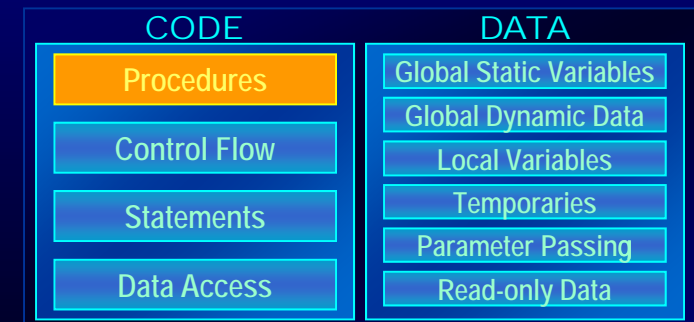 CODE
Procedures
Control Flow
Statements
Data Access
DATA
Global Static Variables
Global Dynamic Data
Local Variables
Temporaries
Parameter Passing
Read-only Data